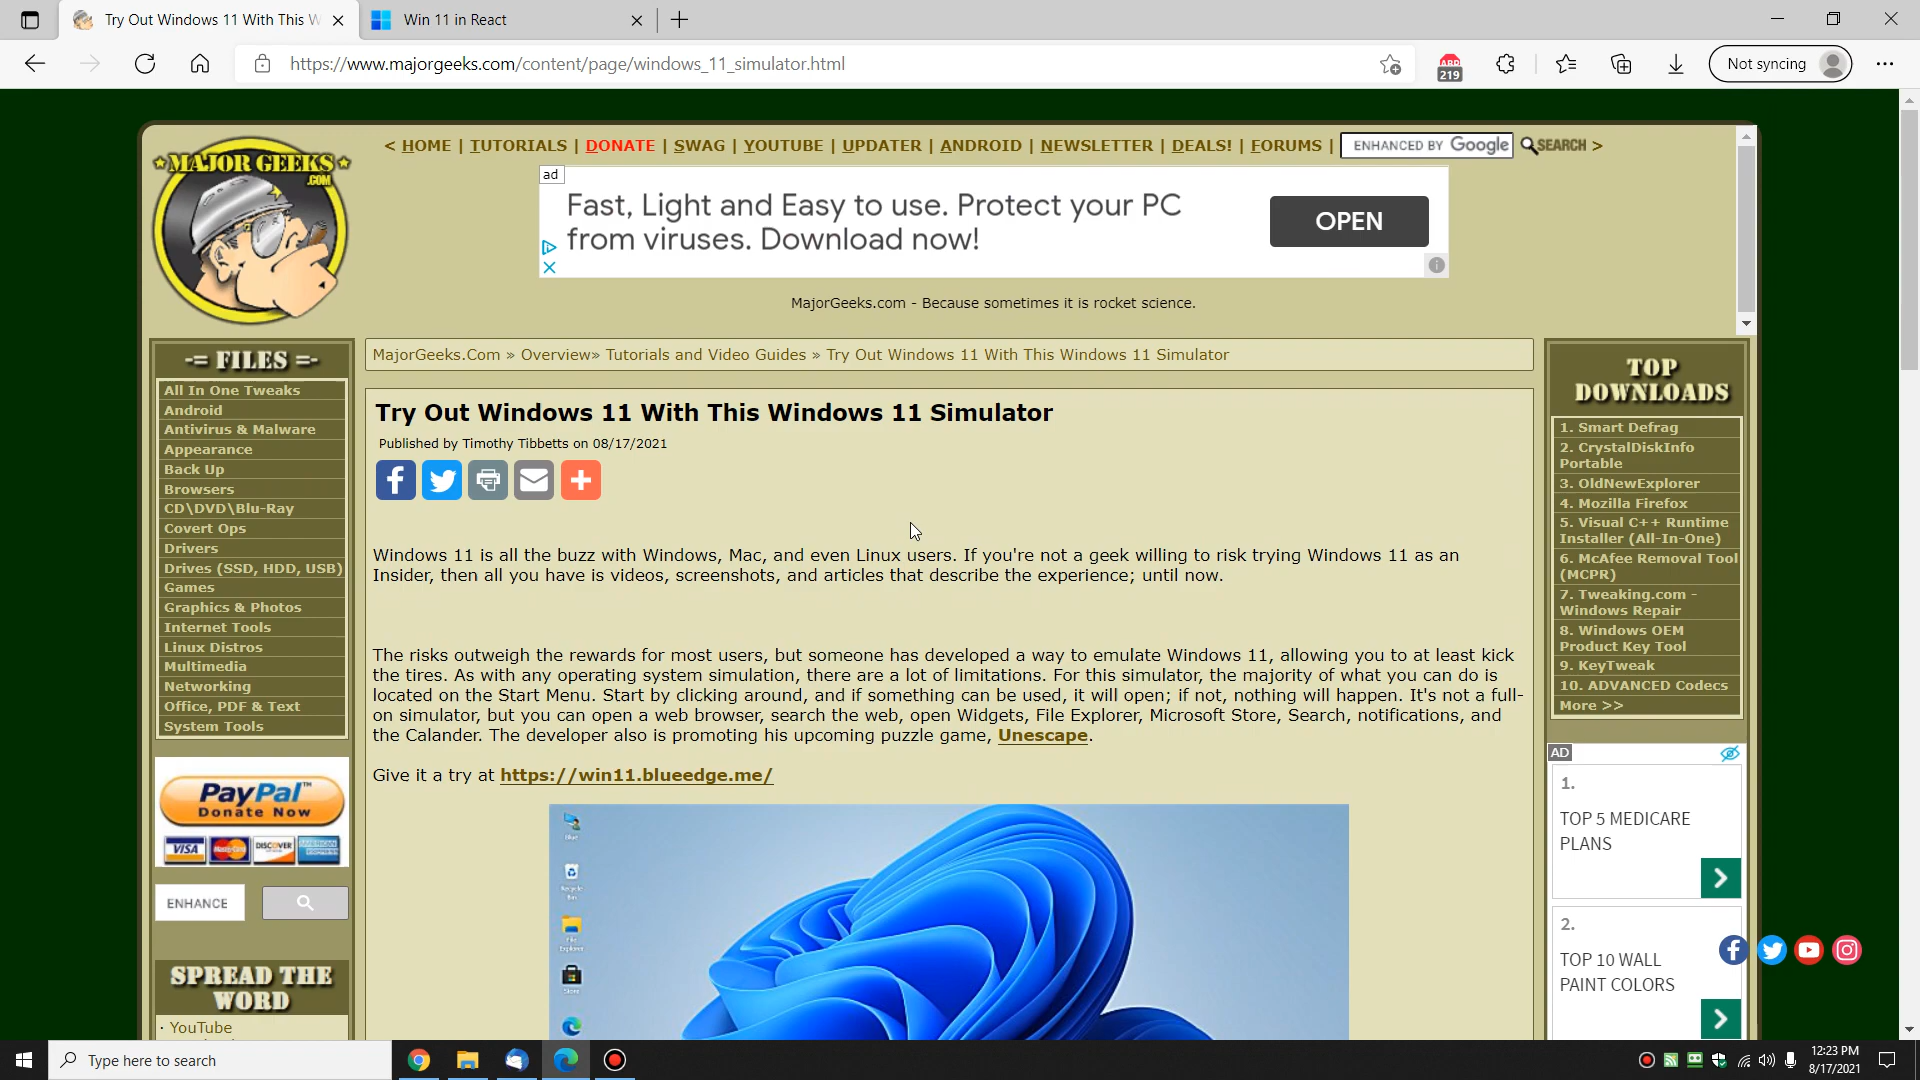 Try Out Windows 11 With This W
Win 11 in React
https://www.majorgeeks.com/content/page/windows_11_simulator.html
ABP
219
Not syncing
MAJOR GEEKS
.COM
< HOME | TUTORIALS | DONATE | SWAG | YOUTUBE | UPDATER | ANDROID | NEWSLETTER | DEALS! | FORUMS | ENHANCED BY Google SEARCH >
ad
Fast, Light and Easy to use. Protect your PC
from viruses. Download now!
OPEN
MajorGeeks.com - Because sometimes it is rocket science.
-= FILES =-
All In One Tweaks
Android
Antivirus & Malware
Appearance
Back Up
Browsers
CD\DVD\Blu-Ray
Covert Ops
Drivers
Drives (SSD, HDD, USB)
Games
Graphics & Photos
Internet Tools
Linux Distros
Multimedia
Networking
Office, PDF & Text
System Tools
PayPal™
Donate Now
VISA MasterCard DISCOVER AMERICAN EXPRESS
ENHANCE
SPREAD THE
WORD
· YouTube
MajorGeeks.Com » Overview» Tutorials and Video Guides » Try Out Windows 11 With This Windows 11 Simulator
Try Out Windows 11 With This Windows 11 Simulator
Published by Timothy Tibbetts on 08/17/2021
Windows 11 is all the buzz with Windows, Mac, and even Linux users. If you're not a geek willing to risk trying Windows 11 as an
Insider, then all you have is videos, screenshots, and articles that describe the experience; until now.
The risks outweigh the rewards for most users, but someone has developed a way to emulate Windows 11, allowing you to at least kick
the tires. As with any operating system simulation, there are a lot of limitations. For this simulator, the majority of what you can do is
located on the Start Menu. Start by clicking around, and if something can be used, it will open; if not, nothing will happen. It's not a full-
on simulator, but you can open a web browser, search the web, open Widgets, File Explorer, Microsoft Store, Search, notifications, and
the Calander. The developer also is promoting his upcoming puzzle game, Unescape.
Give it a try at https://win11.blueedge.me/
Blue
Recycle
Bin
File
Explorer
Store
TOP
DOWNLOADS
1. Smart Defrag
2. CrystalDiskInfo
Portable
3. OldNewExplorer
4. Mozilla Firefox
5. Visual C++ Runtime
Installer (All-In-One)
6. McAfee Removal Tool
(MCPR)
7. Tweaking.com -
Windows Repair
8. Windows OEM
Product Key Tool
9. KeyTweak
10. ADVANCED Codecs
More >>
AD
1.
TOP 5 MEDICARE
PLANS
2.
TOP 10 WALL
PAINT COLORS
Type here to search
12:23 PM
8/17/2021